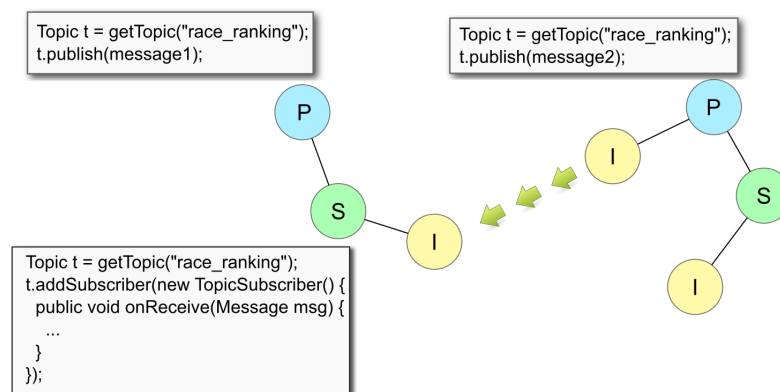 Topic t = getTopic("race_ranking");
t.publish(message1);
Topic t = getTopic("race_ranking");
t.publish(message2);
P
P
I
S
S
I
I
Topic t = getTopic("race_ranking");
t.addSubscriber(new TopicSubscriber() {
public void onReceive(Message msg) {
...
}
});